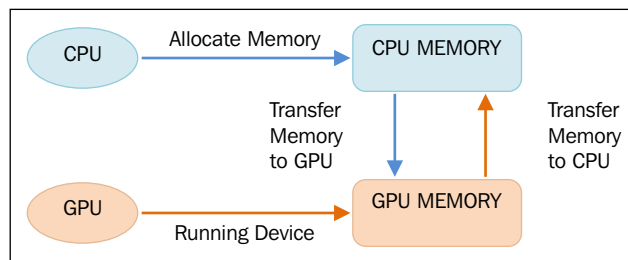 CPU
Allocate Memory
CPU MEMORY
Transfer
Memory
to GPU
Transfer
Memory
to CPU
GPU
Running Device
GPU MEMORY